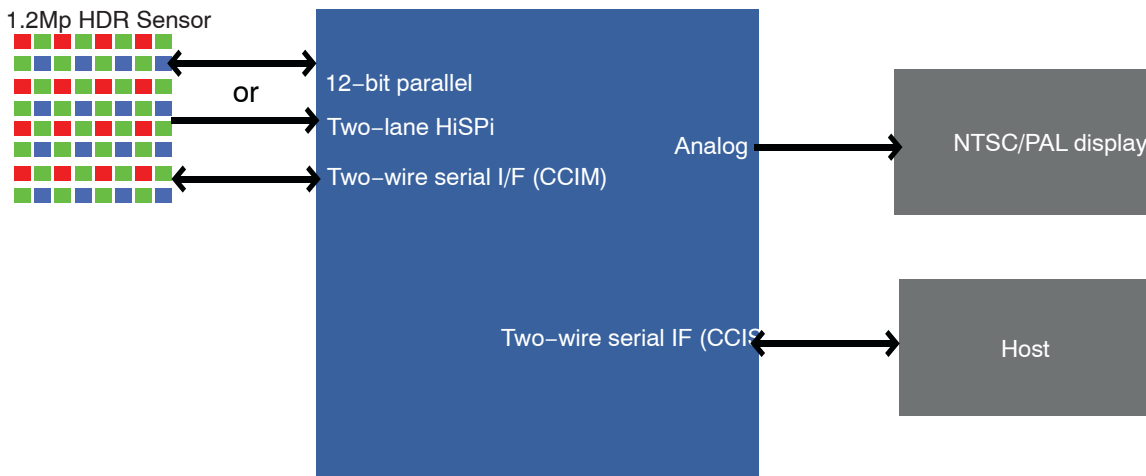 1.2Mp HDR Sensor
or
12−bit parallel
Two−lane HiSPi
Two−wire serial I/F (CCIM)
Analog
NTSC/PAL display
Two−wire serial IF (CCIS
Host